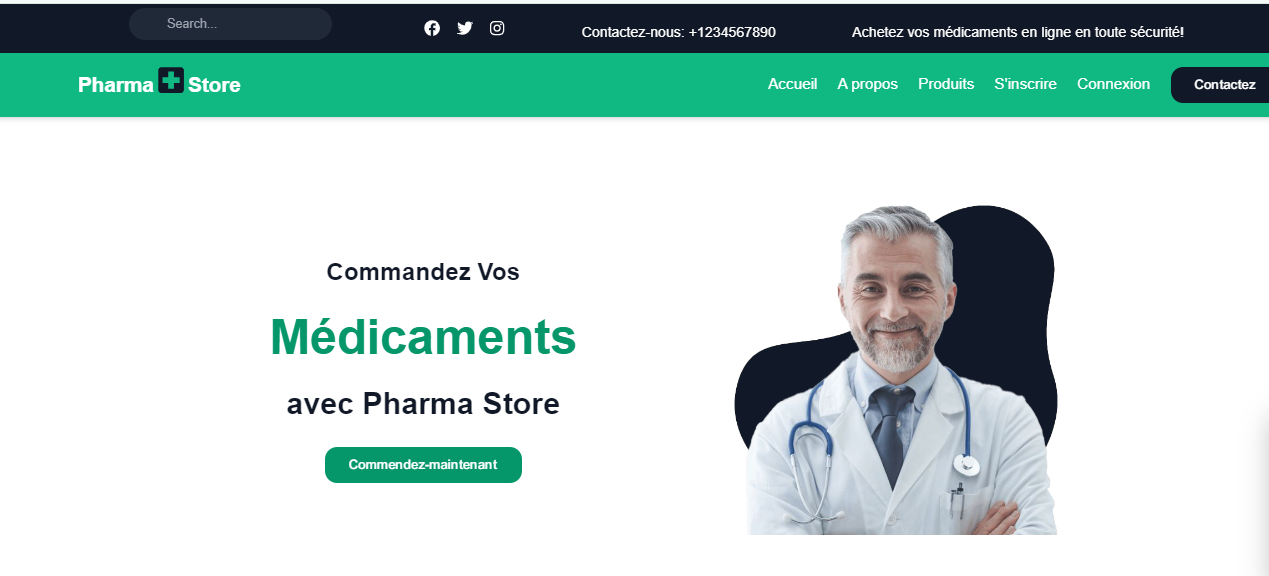 Search...
Contactez-nous: +1234567890
Achetez vos médicaments en ligne en toute sécurité!
Pharma Store
Accueil
A propos
Produits
S'inscrire
Connexion
Contactez
Commandez Vos
Médicaments
avec Pharma Store
Commendez-maintenant